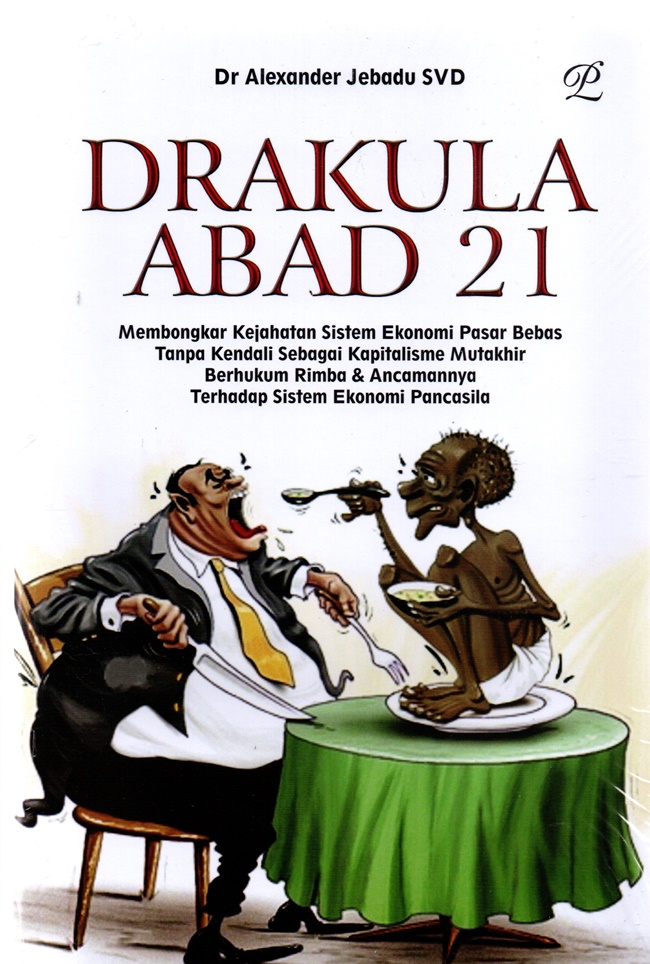 Dr Alexander Jebadu SVD
PL
DRAKULA
ABAD 21
Membongkar Kejahatan Sistem Ekonomi Pasar Bebas
Tanpa Kendali Sebagai Kapitalisme Mutakhir
Berhukum Rimba & Ancamannya
Terhadap Sistem Ekonomi Pancasila